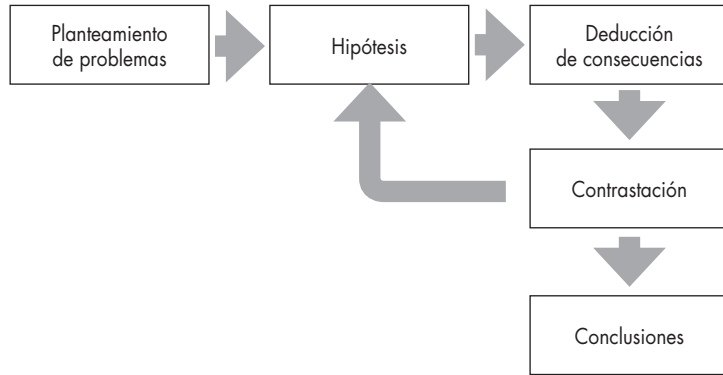 Planteamiento
de problemas
Hipótesis
Deducción
de consecuencias
Contrastación
Conclusiones